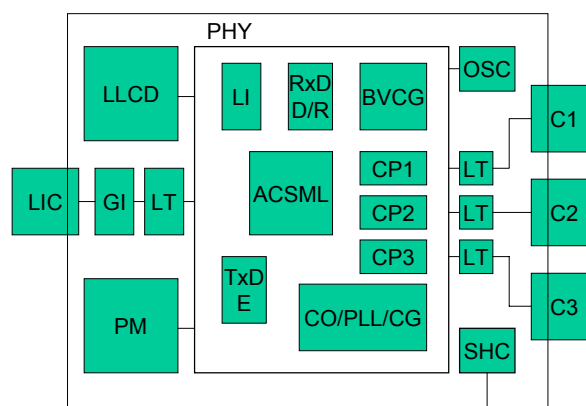 PHY
LLCD
LI
RxD
D/R
BVCG
OSC
C1
LIC
GI
LT
ACSML
CP1
LT
CP2
LT
C2
CP3
LT
TxD
E
PM
CO/PLL/CG
C3
SHC